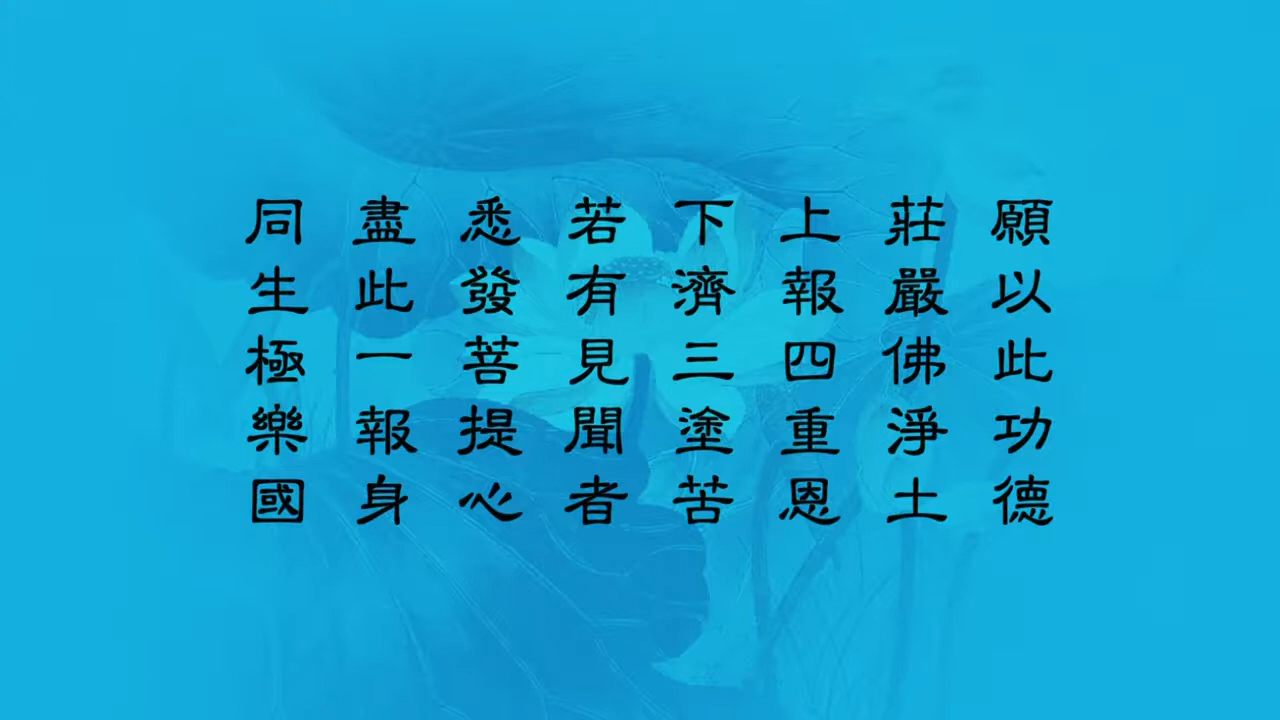 願以此功德
莊嚴佛淨土
上報四重恩
下濟三塗苦
若有見聞者
悉發菩提心
盡此一報身
同生極樂國